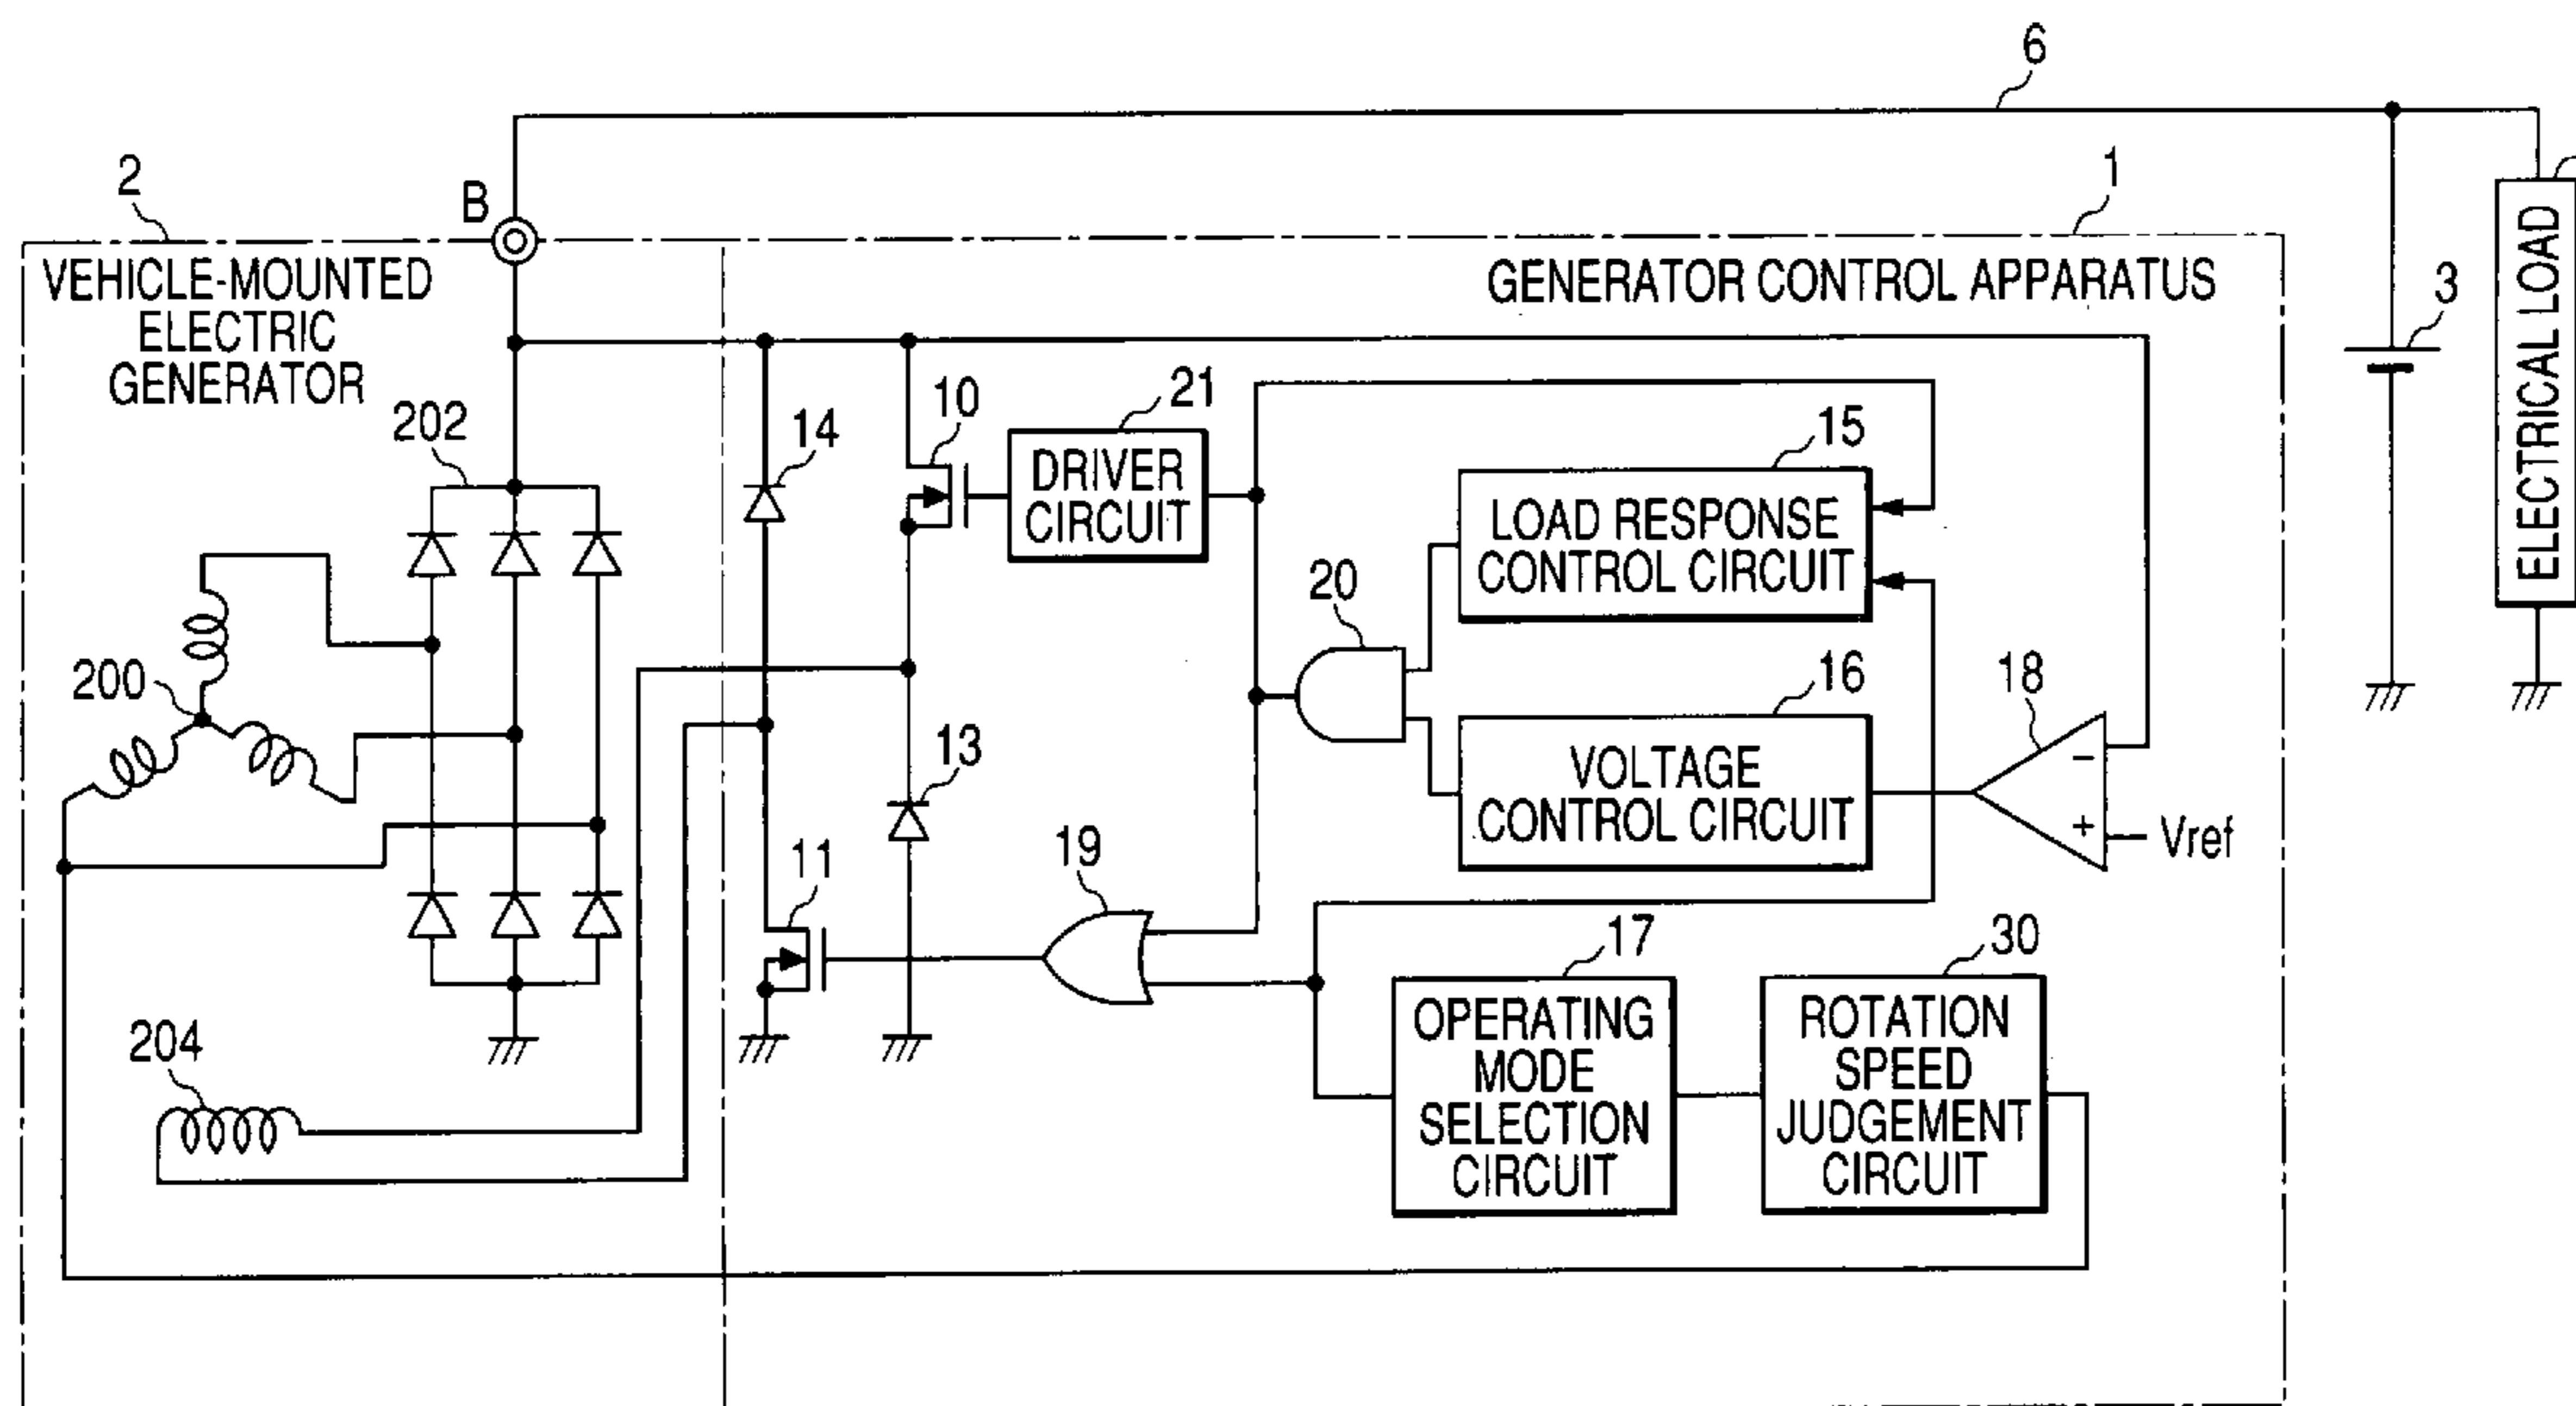 6
2
B
1
VEHICLE-MOUNTED
ELECTRIC
GENERATOR
GENERATOR CONTROL APPARATUS
3
ELECTRICAL LOAD
202
14
10
21
DRIVER
CIRCUIT
15
LOAD RESPONSE
CONTROL CIRCUIT
20
200
16
VOLTAGE
CONTROL CIRCUIT
18
−
+
Vref
13
11
19
17
OPERATING
MODE
SELECTION
CIRCUIT
30
ROTATION
SPEED
JUDGEMENT
CIRCUIT
204